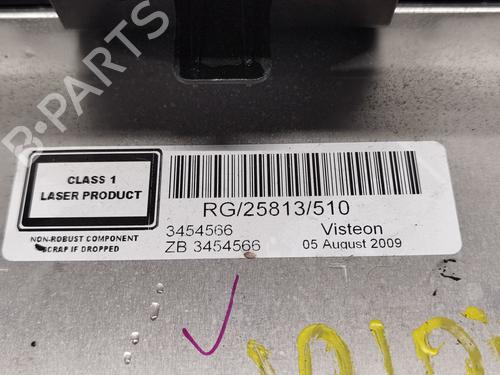 B-PARTS
CLASS 1
LASER PRODUCT
NON-ROBUST COMPONENT
SCRAP IF DROPPED
RG/25813/510
3454566
Visteon
ZB 3454566
05 August 2009